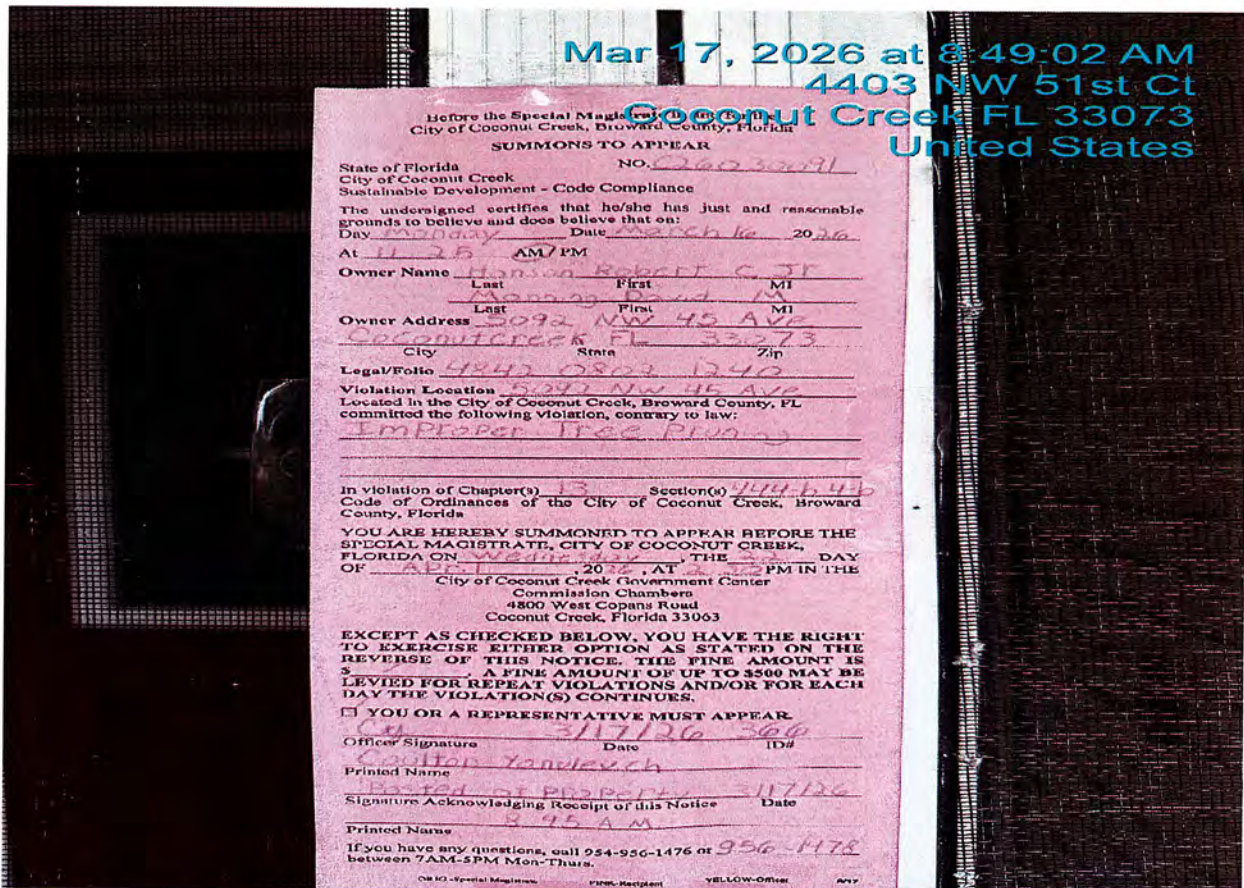 Mar 17, 2026 at 8:49:02 AM
4403 NW 51st Ct
Coconut Creek FL 33073
United States
Before the Special Magistrate
City of Coconut Creek, Broward County, Florida
SUMMONS TO APPEAR
State of Florida NO. C26030091
City of Coconut Creek
Sustainable Development - Code Compliance
The undersigned certifies that he/she has just and reasonable
grounds to believe and does believe that on:
Day Monday Date March 16 2026
At 11 25 AM/PM
Owner Name Hanson Robert C Jr
Last First MI
Manning David M
Last First MI
Owner Address 5092 NW 45 Ave
Coconut Creek FL 33073
City State Zip
Legal/Folio 4842 0802 1240
Violation Location 5092 NW 45 Ave
Located in the City of Coconut Creek, Broward County, FL
committed the following violation, contrary to law:
Improper Tree Pruning
In violation of Chapter(s) 13 Section(s) 444-b 4-b
Code of Ordinances of the City of Coconut Creek, Broward
County, Florida
YOU ARE HEREBY SUMMONED TO APPEAR BEFORE THE
SPECIAL MAGISTRATE, CITY OF COCONUT CREEK,
FLORIDA ON Wednesday, THE 22 DAY
OF April, 2026, AT PM IN THE
City of Coconut Creek Government Center
Commission Chambers
4800 West Copans Road
Coconut Creek, Florida 33063
EXCEPT AS CHECKED BELOW, YOU HAVE THE RIGHT
TO EXERCISE EITHER OPTION AS STATED ON THE
REVERSE OF THIS NOTICE. THE FINE AMOUNT IS
$ . A FINE AMOUNT OF UP TO $500 MAY BE
LEVIED FOR REPEAT VIOLATIONS AND/OR FOR EACH
DAY THE VIOLATION(S) CONTINUES.
YOU OR A REPRESENTATIVE MUST APPEAR.
3/17/26 366
Officer Signature Date ID#
Coulton Yanulevich
Printed Name
Posted at Property 3/17/26
Signature Acknowledging Receipt of this Notice Date
8 45 AM
Printed Name
If you have any questions, call 954-956-1476 or 956-1478
between 7AM-5PM Mon-Thurs.
PINK-Recipient YELLOW-Officer